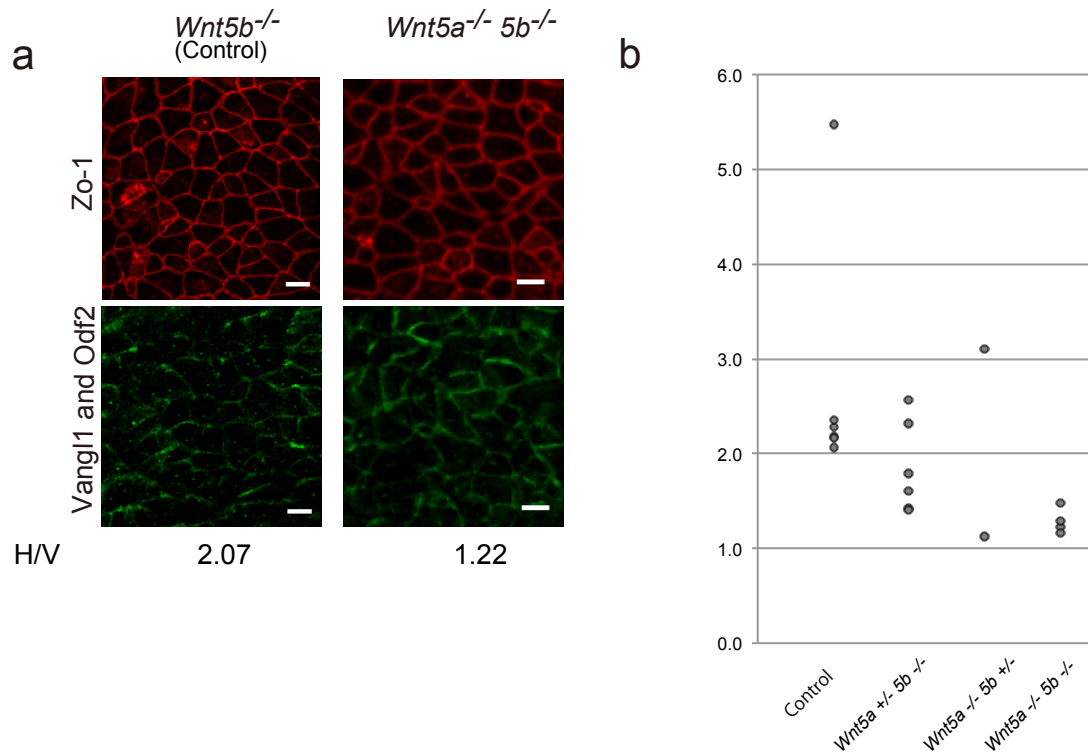 a
Wnt5b-/-
(Control)
Wnt5a-/- 5b-/-
Zo-1
Vangl1 and Odf2
H/V 2.07 1.22
b
6.0
5.0
4.0
3.0
2.0
1.0
0.0
Control
Wnt5a +/- 5b -/-
Wnt5a -/- 5b +/-
Wnt5a -/- 5b -/-